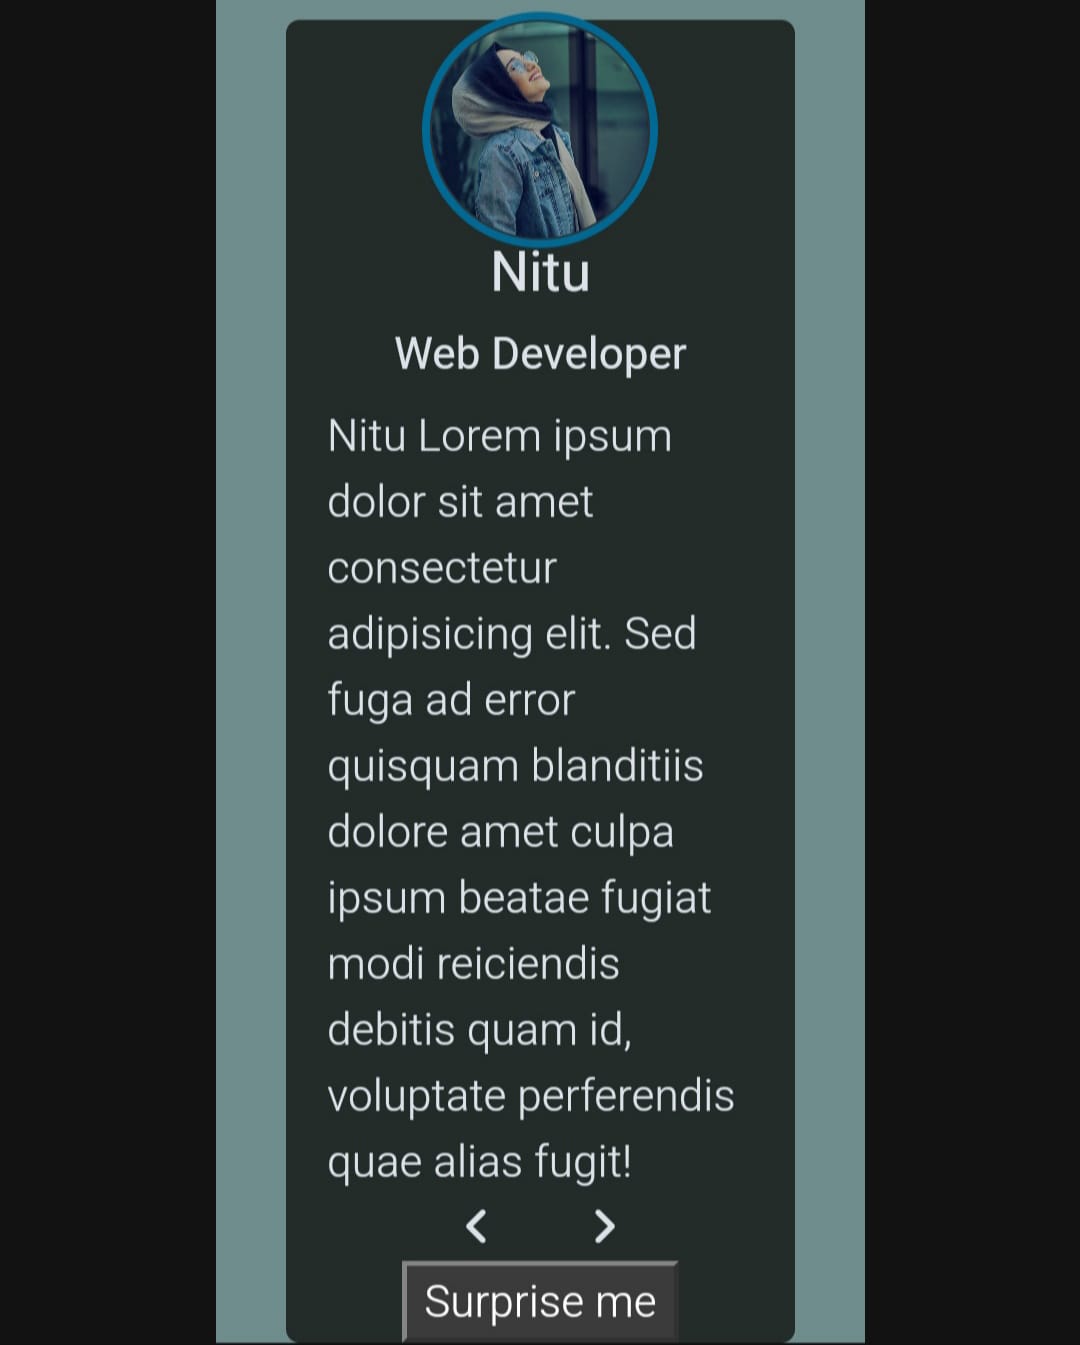 Nitu
Web Developer
Nitu Lorem ipsum
dolor sit amet
consectetur
adipisicing elit. Sed
fuga ad error
quisquam blanditiis
dolore amet culpa
ipsum beatae fugiat
modi reiciendis
debitis quam id,
voluptate perferendis
quae alias fugit!
Surprise me